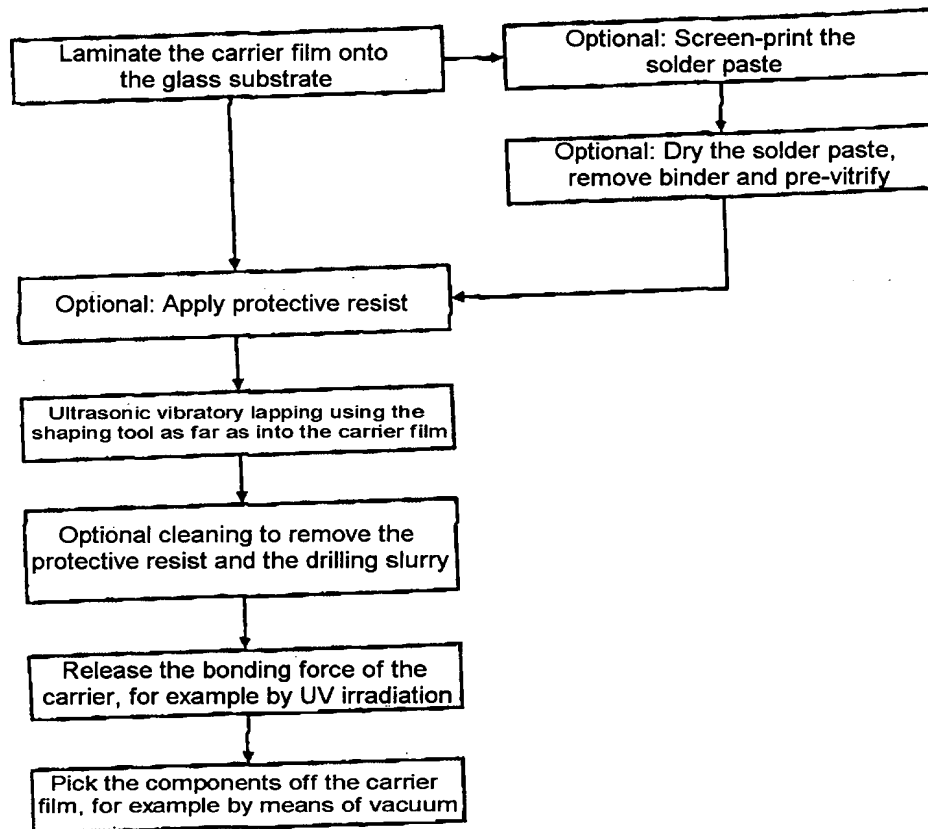 Laminate the carrier film onto
the glass substrate
Optional: Screen-print the
solder paste
Optional: Dry the solder paste,
remove binder and pre-vitrify
Optional: Apply protective resist
Ultrasonic vibratory lapping using the
shaping tool as far as into the carrier film
Optional cleaning to remove the
protective resist and the drilling slurry
Release the bonding force of the
carrier, for example by UV irradiation
Pick the components off the carrier
film, for example by means of vacuum